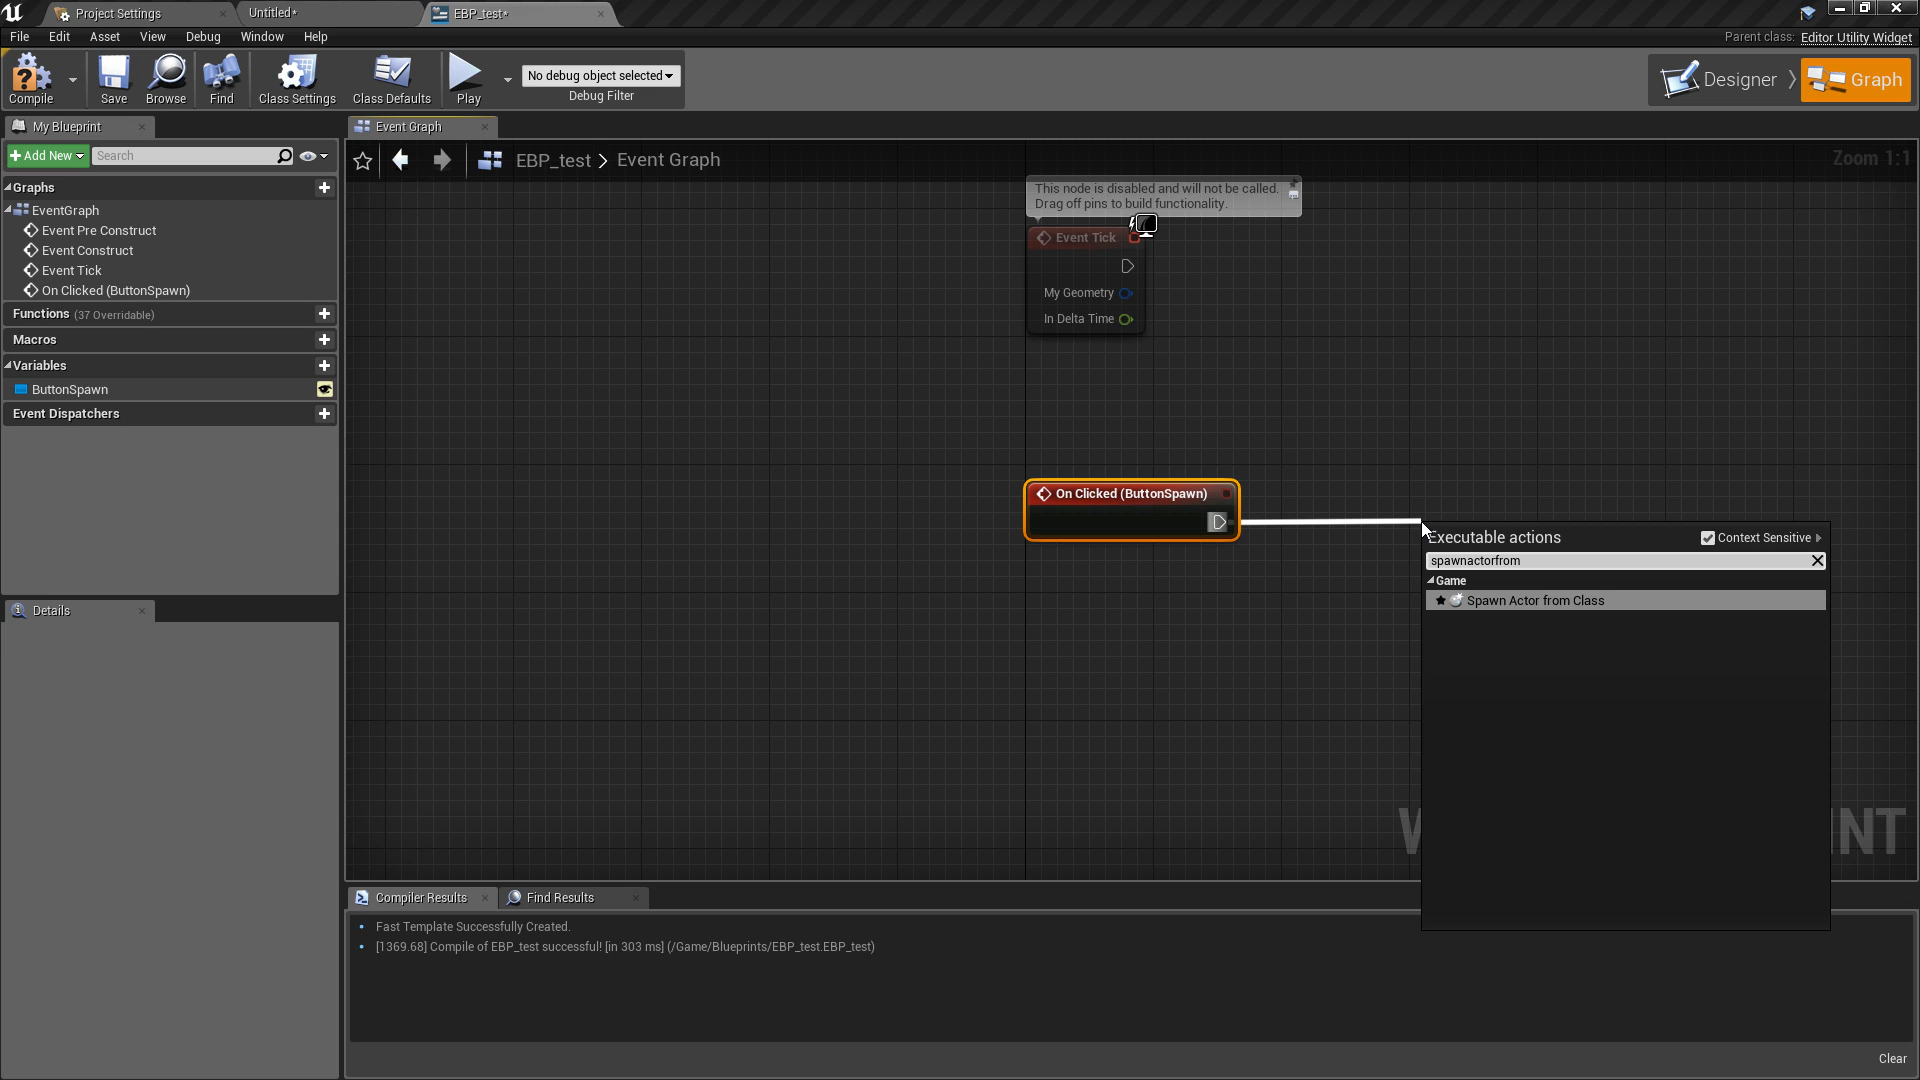 Project Settings
Untitled*
EBP_test*
File Edit Asset View Debug Window Help
Parent class: Editor Utility Widget
Compile
Save
Browse
Find
Class Settings
Class Defaults
Play
No debug object selected
Debug Filter
Designer
Graph
My Blueprint
Event Graph
Add New
Search
EBP_test > Event Graph
Zoom 1:1
Graphs
EventGraph
Event Pre Construct
Event Construct
Event Tick
On Clicked (ButtonSpawn)
Functions (37 Overridable)
Macros
Variables
ButtonSpawn
Event Dispatchers
Details
This node is disabled and will not be called.
Drag off pins to build functionality.
Event Tick
My Geometry
In Delta Time
On Clicked (ButtonSpawn)
Executable actions
Context Sensitive
spawnactorfrom
Game
Spawn Actor from Class
Compiler Results
Find Results
Fast Template Successfully Created.
[1369.68] Compile of EBP_test successful! [in 303 ms] (/Game/Blueprints/EBP_test.EBP_test)
Clear